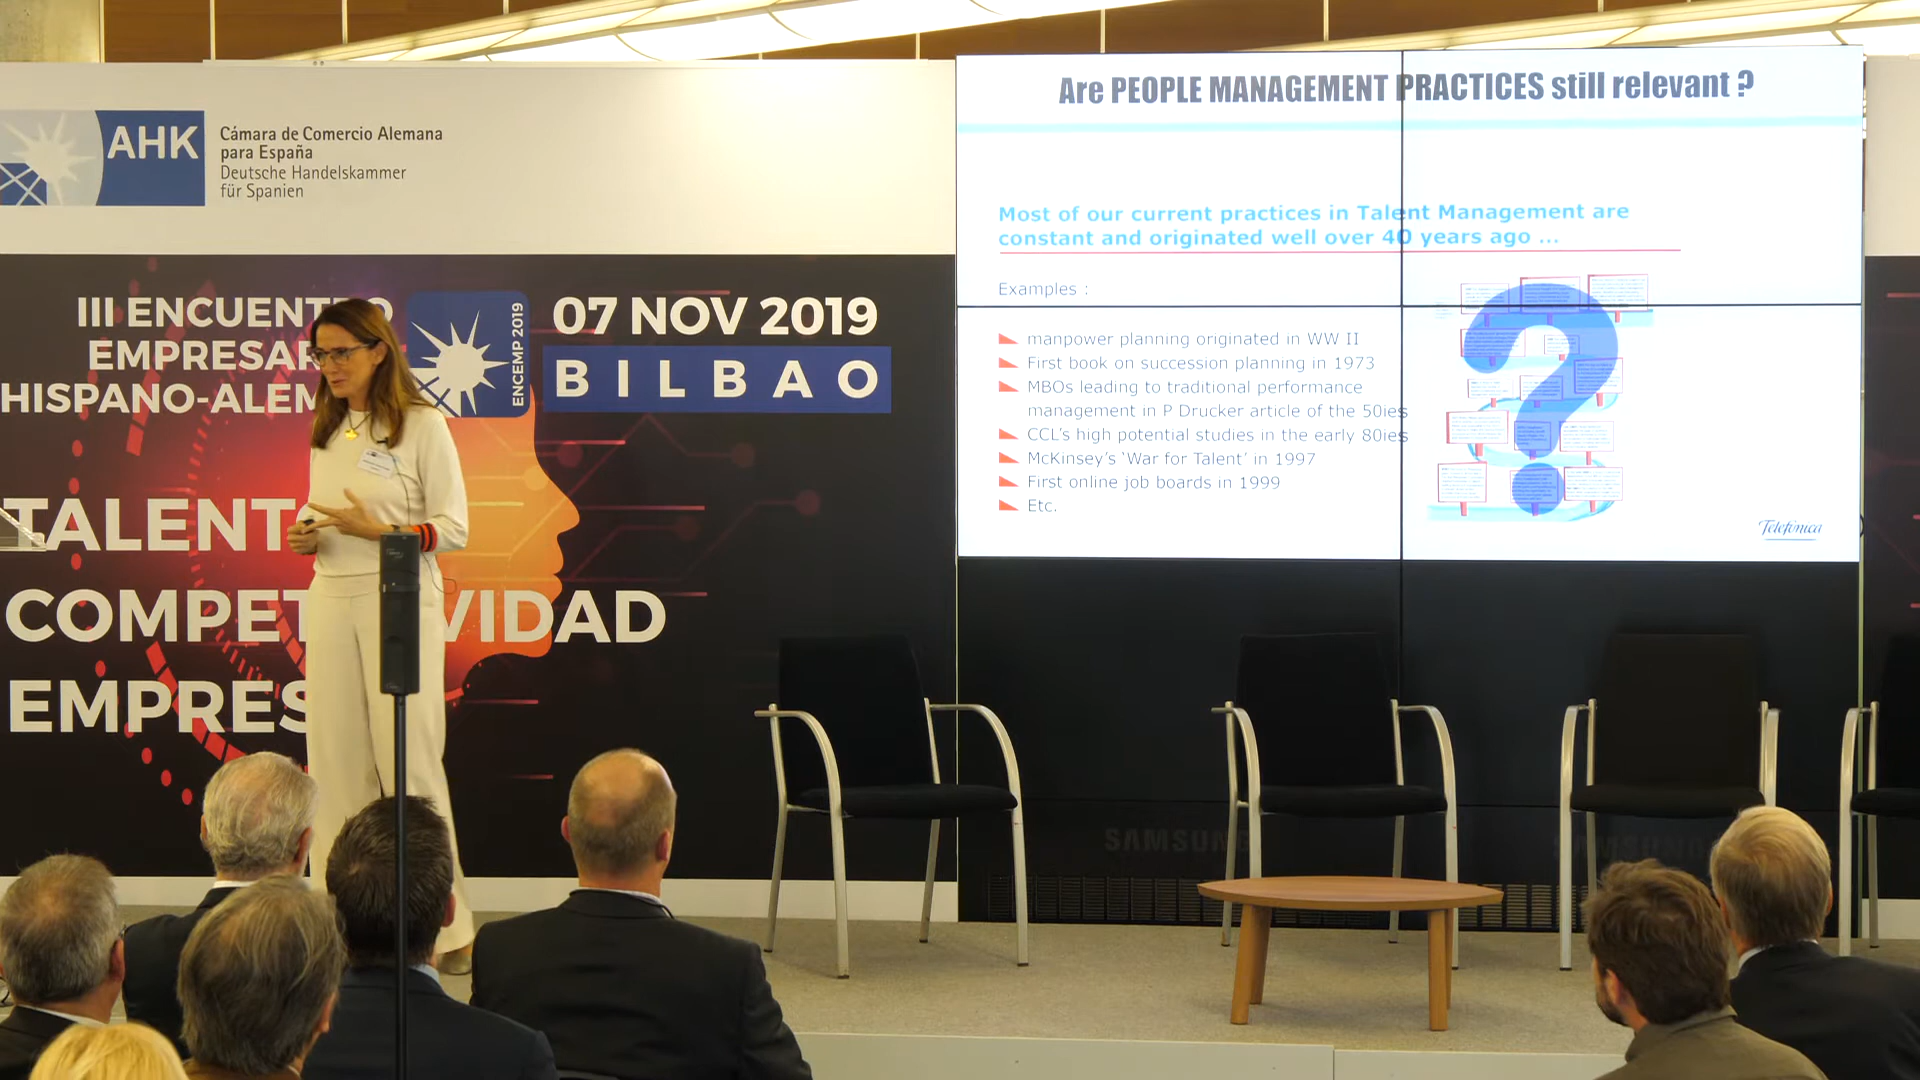 AHK
Cámara de Comercio Alemana
para España
Deutsche Handelskammer
für Spanien
III ENCUENTRO
EMPRESAR
HISPANO-ALEM
ENCEMP 2019
07 NOV 2019
BILBAO
TALENTO
COMPET VIDAD
EMPRES
Are PEOPLE MANAGEMENT PRACTICES still relevant ?
Most of our current practices in Talent Management are
constant and originated well over 40 years ago ...
Examples :
manpower planning originated in WW II
First book on succession planning in 1973
MBOs leading to traditional performance
management in P Drucker article of the 50ies
CCL's high potential studies in the early 80ies
McKinsey's 'War for Talent' in 1997
First online job boards in 1999
Etc.
?
Telefónica
SAMSUNG
SAMSUNG